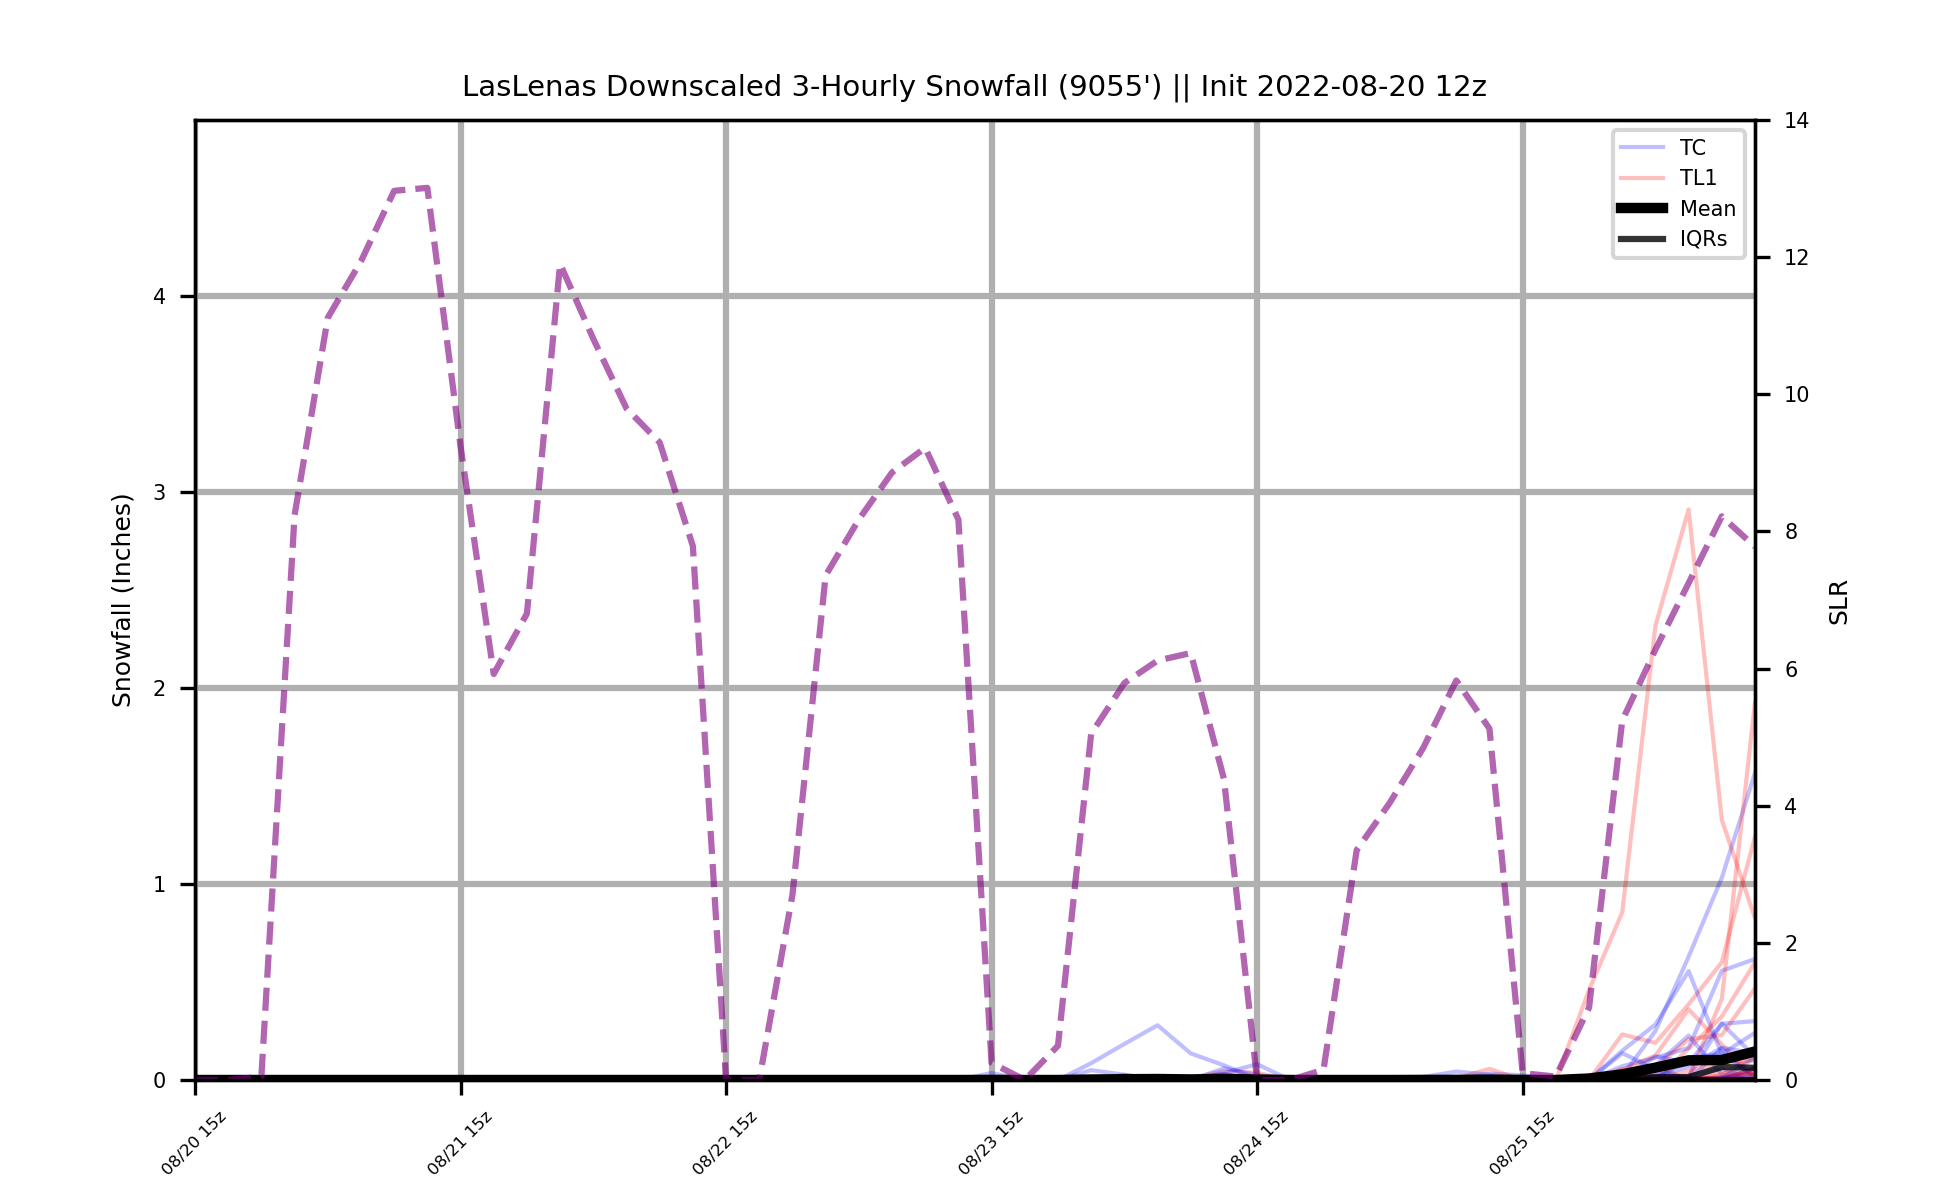 LasLenas Downscaled 3-Hourly Snowfall (9055') || Init 2022-08-20 12z
TC
TL1
Mean
IQRs
Snowfall (Inches)
4
3
2
1
0
14
12
10
8
6
4
2
0
SLR
08/20 15z
08/21 15z
08/22 15z
08/23 15z
08/24 15z
08/25 15z